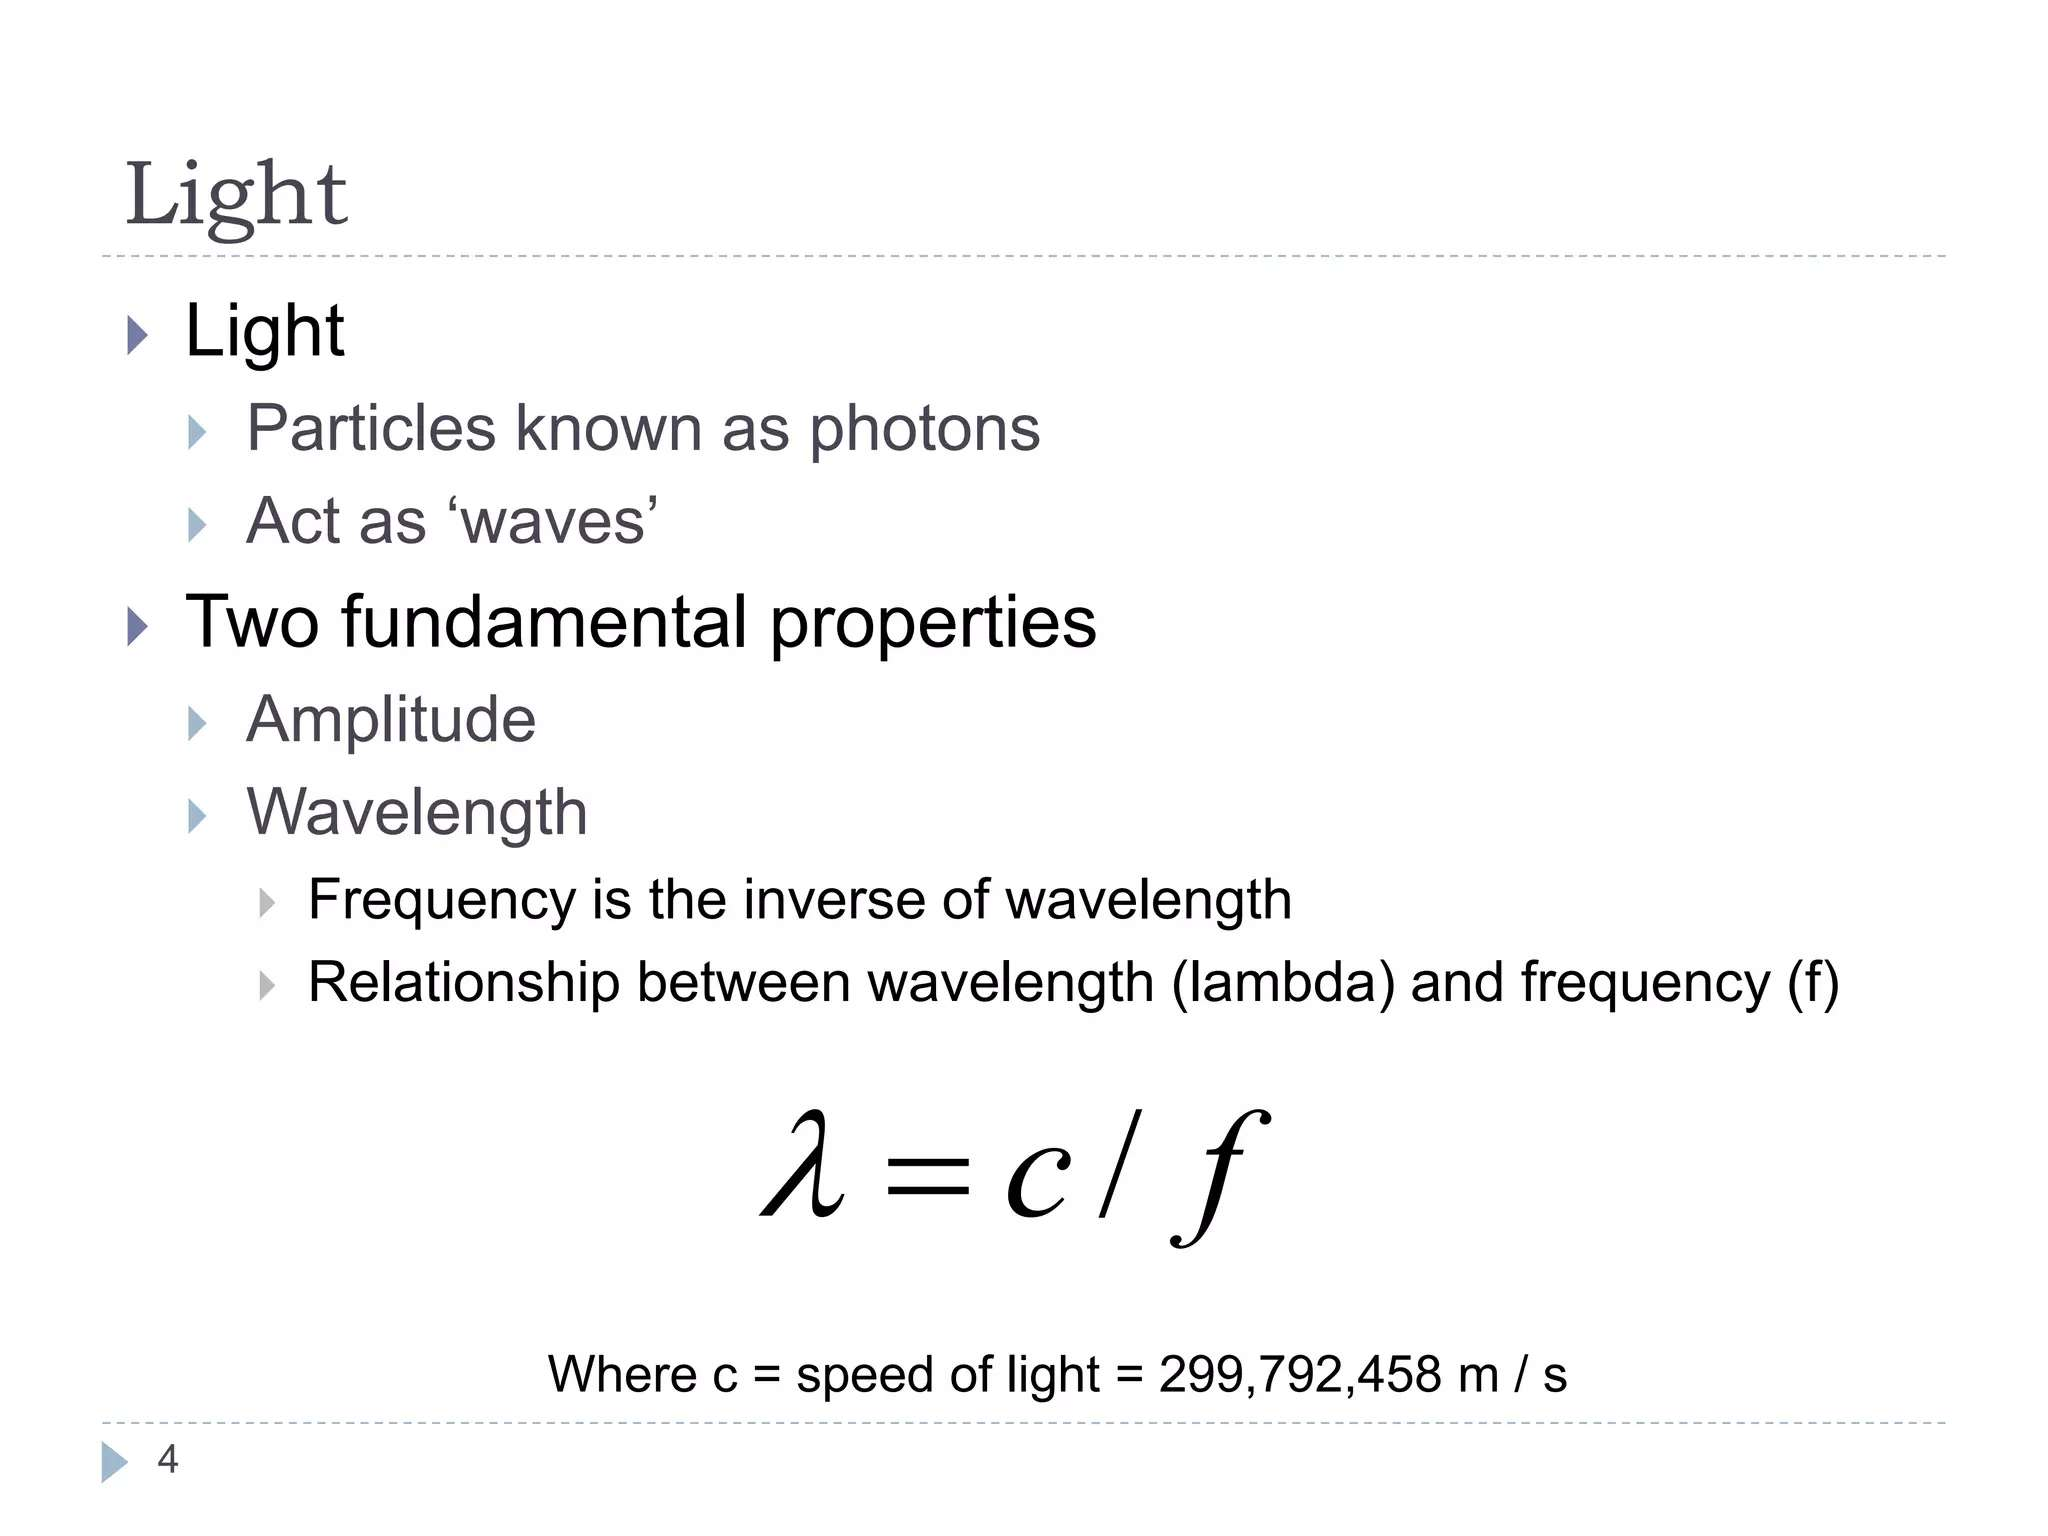 Light
Light
Particles known as photons
Act as ‘waves’
Two fundamental properties
Amplitude
Wavelength
Frequency is the inverse of wavelength
Relationship between wavelength (lambda) and frequency (f)
λ = c / f
Where c = speed of light = 299,792,458 m / s
4